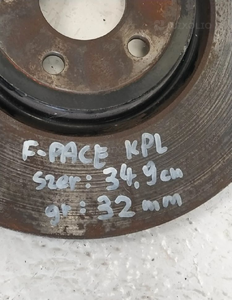 F-PACE KPL
szer: 34,9cm
gr: 32mm